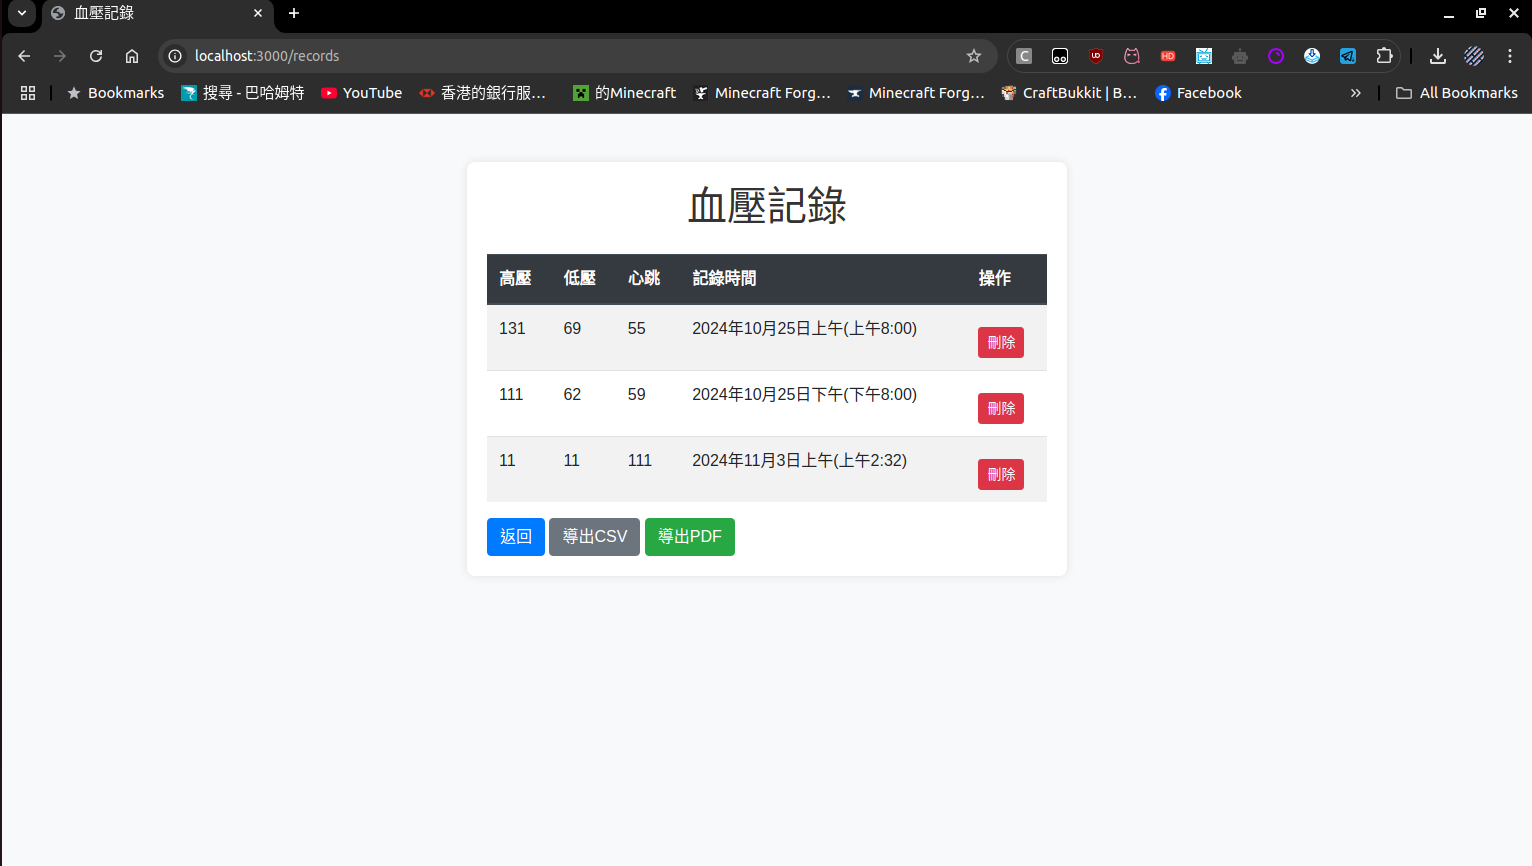 血壓記錄
localhost:3000/records
Bookmarks 搜尋 - 巴哈姆特 YouTube 香港的銀行服... 的Minecraft Minecraft Forg... Minecraft Forg... CraftBukkit | B... Facebook All Bookmarks
血壓記錄
高壓 低壓 心跳 記錄時間 操作
131 69 55 2024年10月25日上午(上午8:00) 刪除
111 62 59 2024年10月25日下午(下午8:00) 刪除
11 11 111 2024年11月3日上午(上午2:32) 刪除
返回 導出CSV 導出PDF